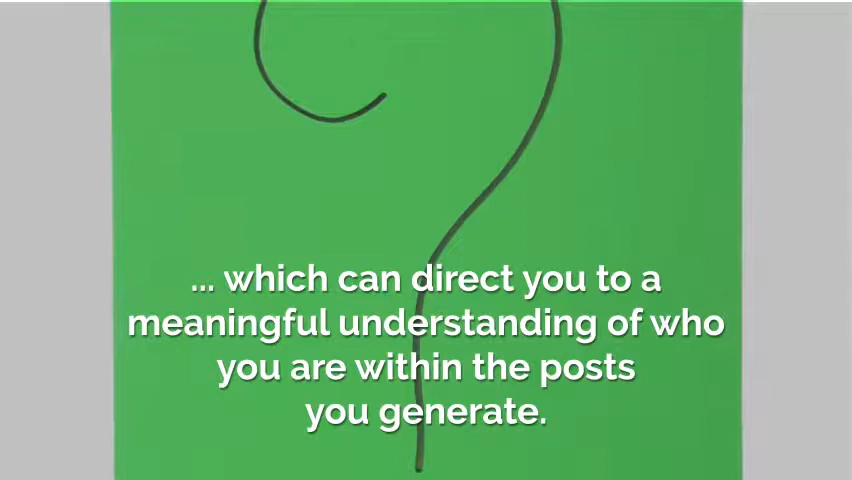 ... which can direct you to a
meaningful understanding of who
you are within the posts
you generate.